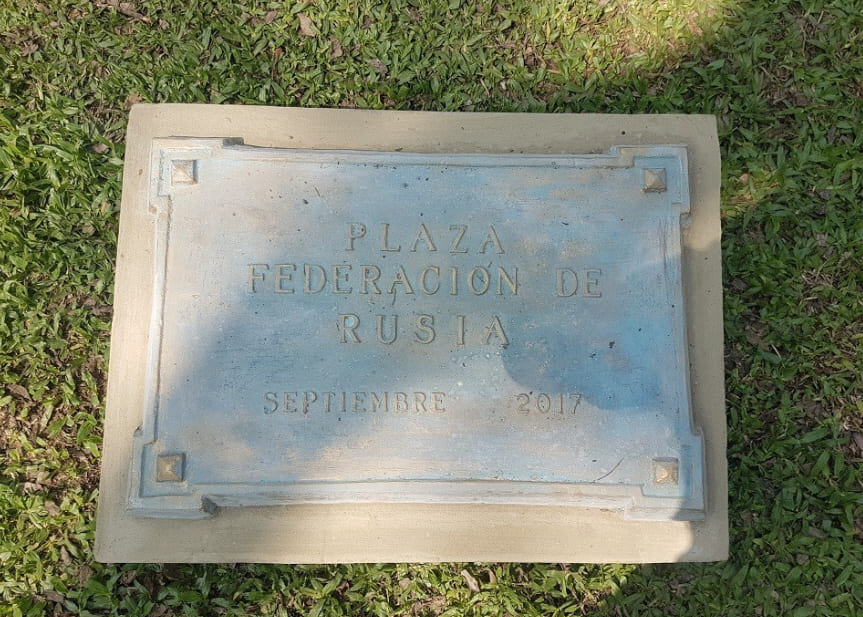 PLAZA
FEDERACIÓN DE
RUSIA
SEPTIEMBRE 2017